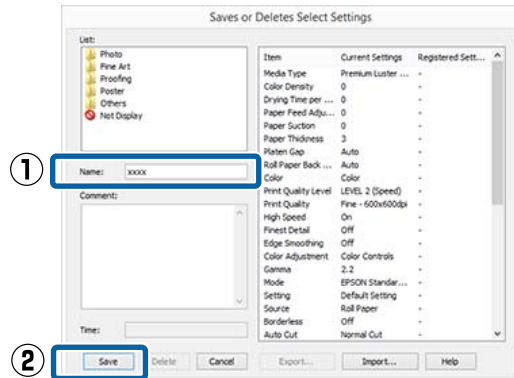 Saves or Deletes Select Settings
List:
Photo
Fine Art
Proofing
Poster
Others
Not Display
① Name: xxxx
Comment:
Time:
Item Current Settings Registered Sett...
Media Type Premium Luster ... -
Color Density 0 -
Drying Time per ... 0 -
Paper Feed Adju... 0 -
Paper Suction 0 -
Paper Thickness 3 -
Platen Gap Auto -
Roll Paper Back ... Auto -
Color Color -
Print Quality Level LEVEL 2 (Speed) -
Print Quality Fine - 600x600dpi -
High Speed On -
Finest Detail Off -
Edge Smoothing Off -
Color Adjustment Color Controls -
Gamma 2.2 -
Mode EPSON Standar... -
Setting Default Setting -
Source Roll Paper -
Borderless Off -
Auto Cut Normal Cut -
② Save Delete Cancel Export... Import... Help